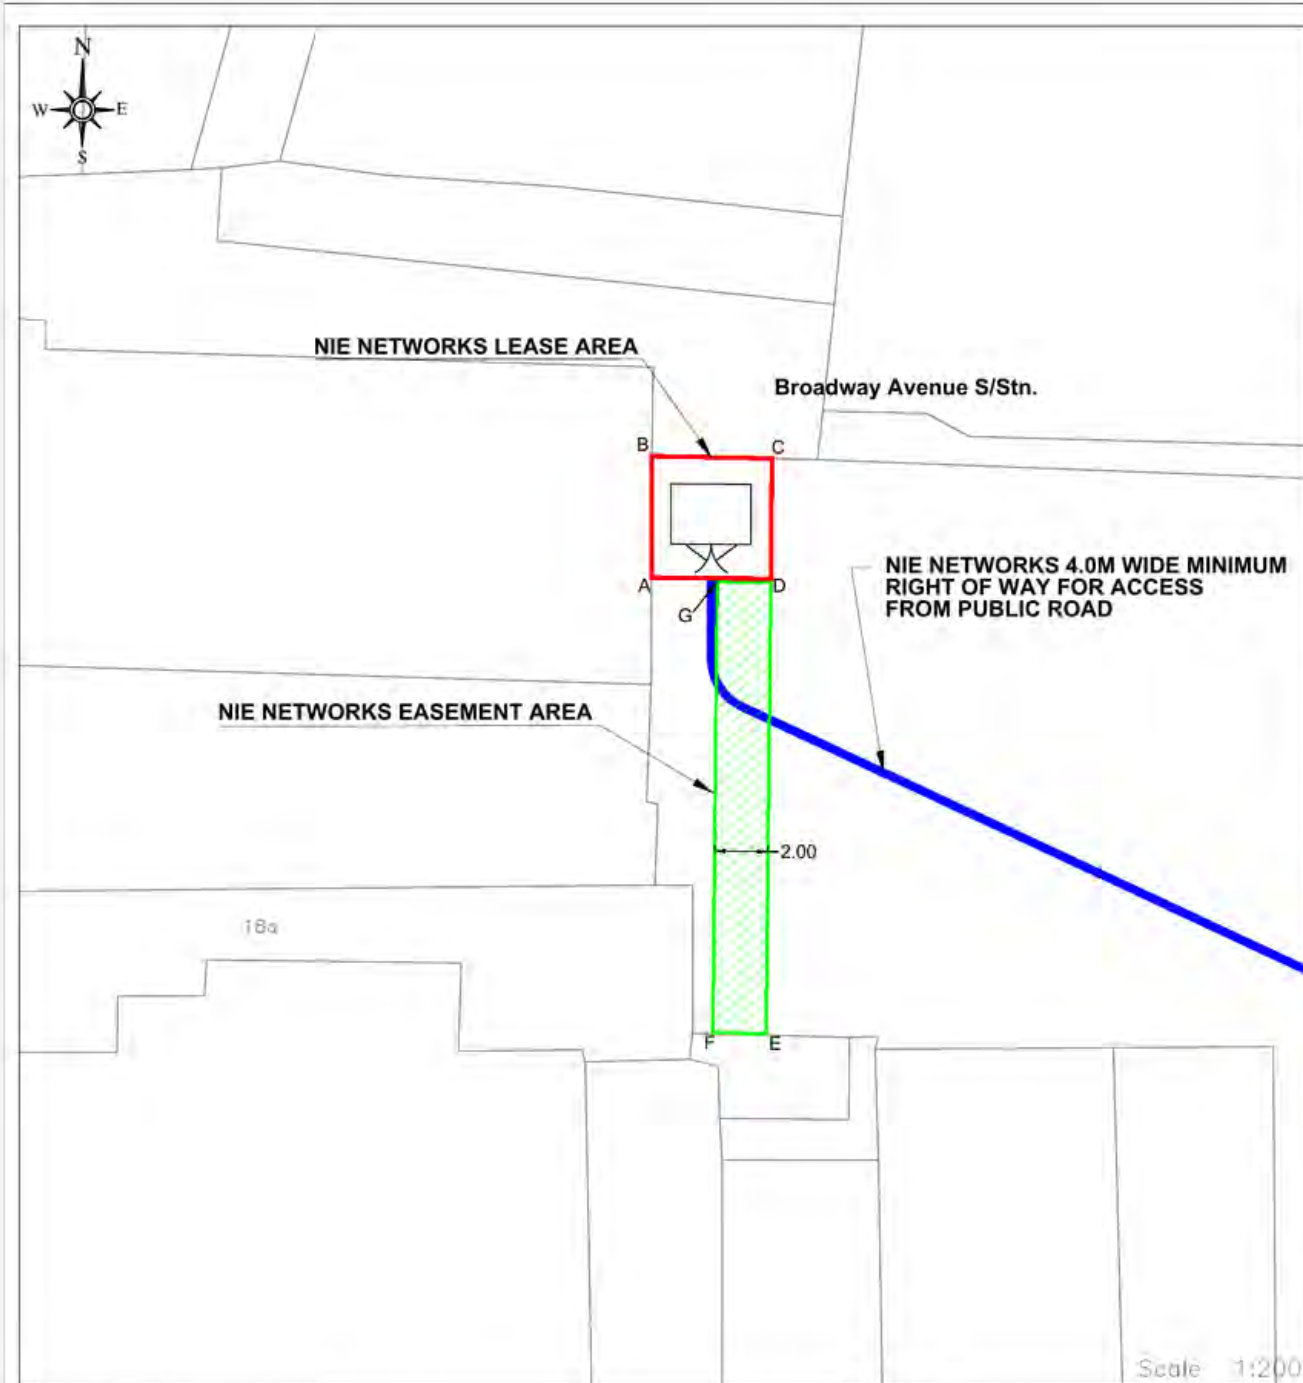 N
W E
S
NIE NETWORKS LEASE AREA
Broadway Avenue S/Stn.
B C
NIE NETWORKS 4.0M WIDE MINIMUM
RIGHT OF WAY FOR ACCESS
FROM PUBLIC ROAD
A D
G
NIE NETWORKS EASEMENT AREA
2.00
18a
F E
Scale 1:200